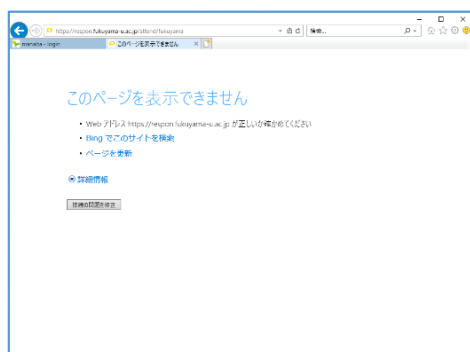 https://respon.fukuyama-u.ac.jp/attend/fukuyama
検索...
manaba - login
このページを表示できません
このページを表示できません
• Web アドレス https://respon.fukuyama-u.ac.jp が正しいか確かめてください
• Bing でこのサイトを検索
• ページを更新
詳細情報
接続の問題を修正